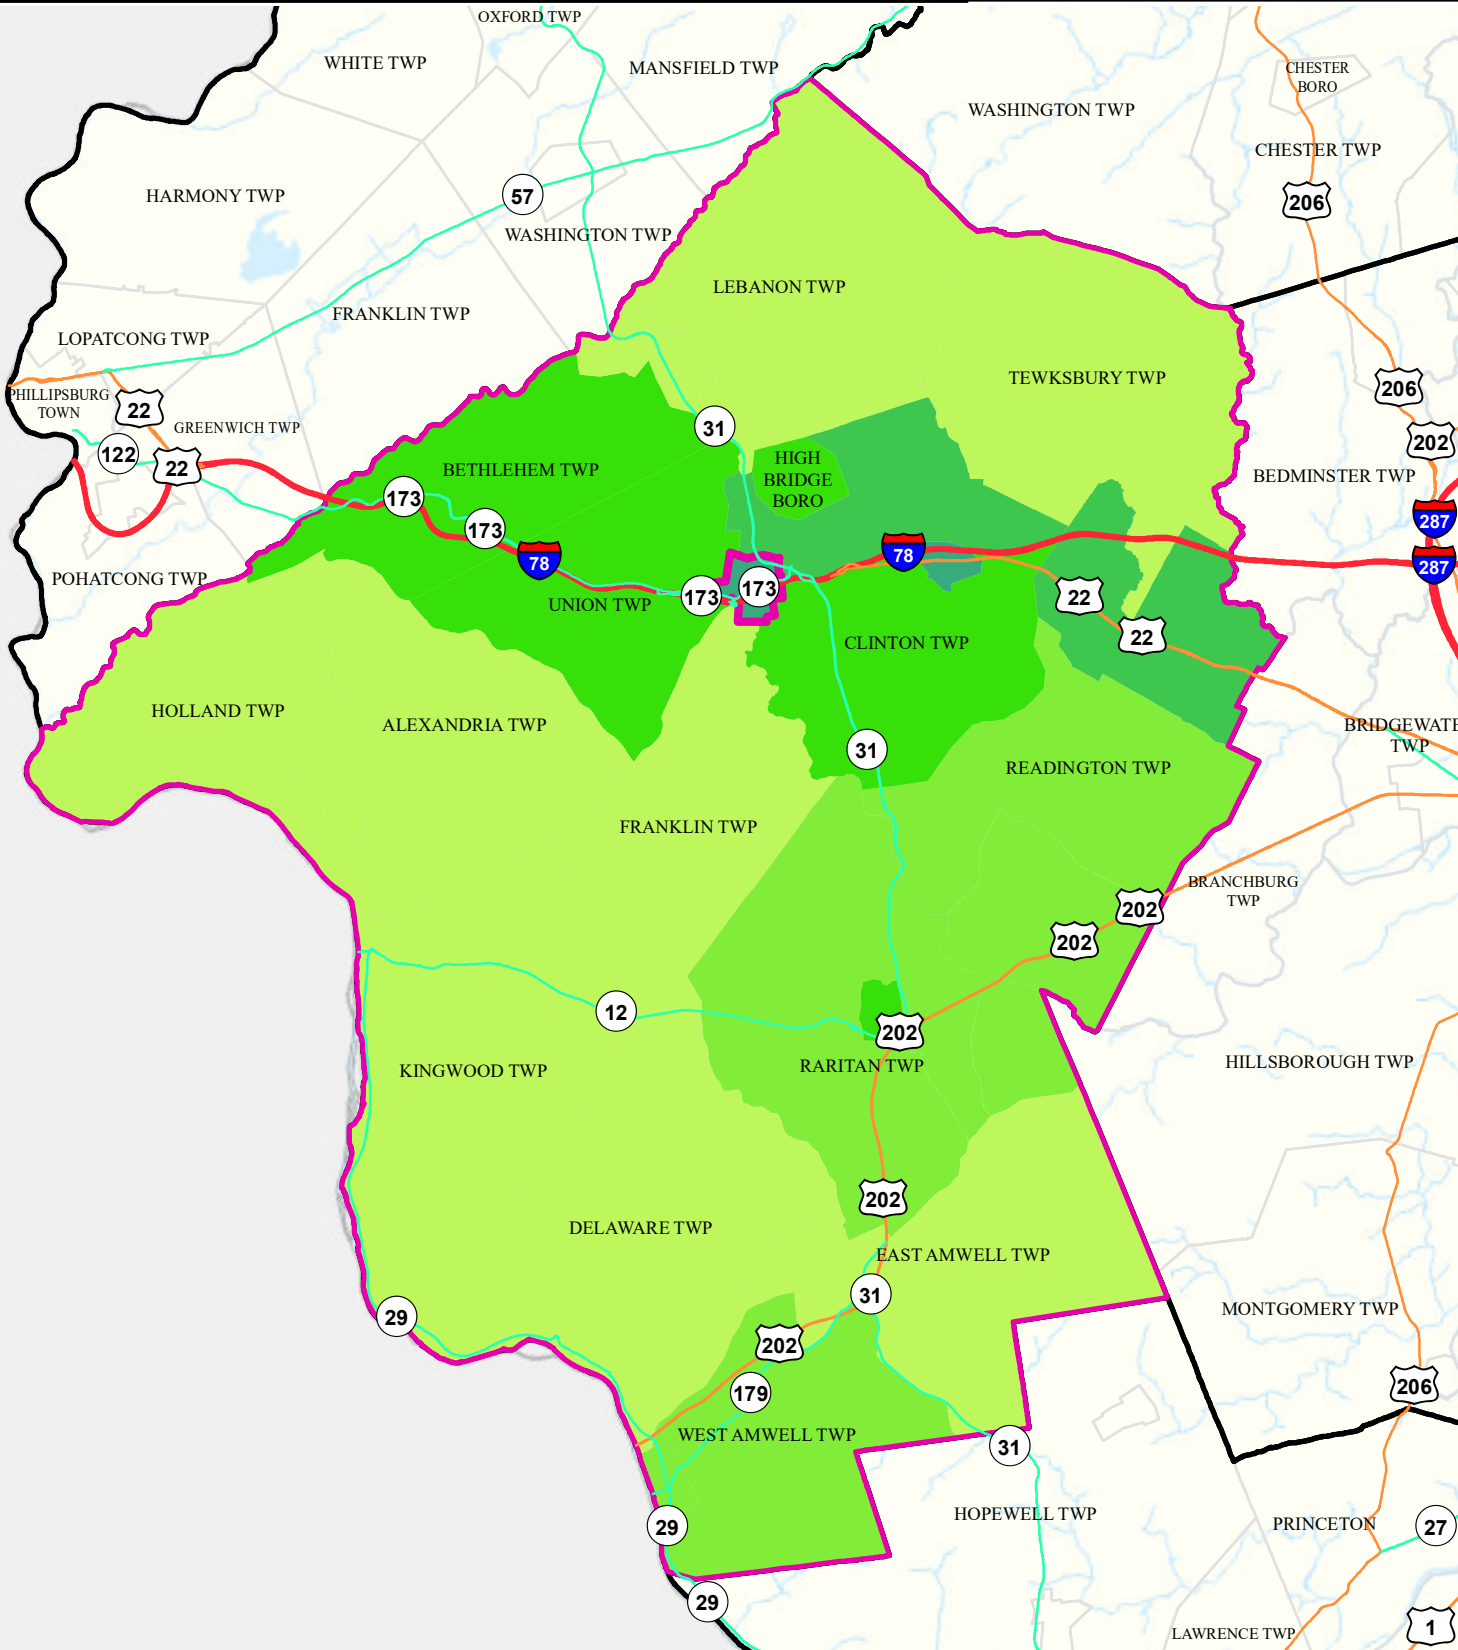 OXFORD TWP
WHITE TWP
MANSFIELD TWP
CHESTER
BORO
WASHINGTON TWP
CHESTER TWP
HARMONY TWP
57
206
WASHINGTON TWP
LEBANON TWP
FRANKLIN TWP
LOPATCONG TWP
TEWKSBURY TWP
206
PHILLIPSBURG
TOWN
22
GREENWICH TWP
31
202
122
22
BETHLEHEM TWP
HIGH
BRIDGE
BORO
BEDMINSTER TWP
173
173
287
78
78
287
POHATCONG TWP
UNION TWP
173
173
22
22
CLINTON TWP
HOLLAND TWP
ALEXANDRIA TWP
BRIDGEWATE
TWP
31
READINGTON TWP
FRANKLIN TWP
BRANCHBURG
TWP
202
202
12
202
KINGWOOD TWP
RARITAN TWP
HILLSBOROUGH TWP
202
DELAWARE TWP
EAST AMWELL TWP
31
MONTGOMERY TWP
29
202
179
206
WEST AMWELL TWP
31
HOPEWELL TWP
29
PRINCETON
27
29
LAWRENCE TWP
1